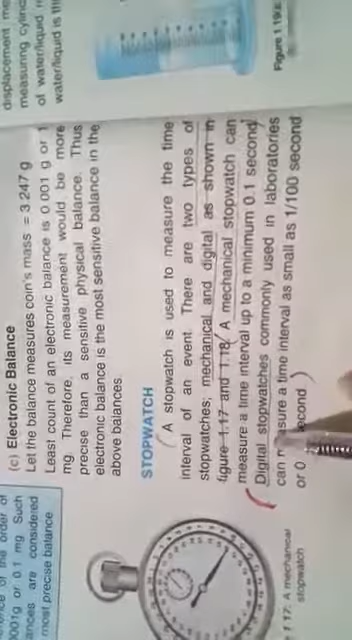 displacement me
measuring cylind
of water/liquid r
water/liquid is th
Figure 1.19:
(c) Electronic Balance
Let the balance measures coin's mass = 3.247 g
Least count of an electronic balance is 0.001 g or 1
mg. Therefore, its measurement would be more
precise than a sensitive physical balance. Thus
electronic balance is the most sensitive balance in the
above balances.
STOPWATCH
A stopwatch is used to measure the time
interval of an event. There are two types of
stopwatches; mechanical and digital as shown in
figure 1.17 and 1.18. A mechanical stopwatch can
measure a time interval up to a minimum 0.1 second.
Digital stopwatches commonly used in laboratories
can asure a time interval as small as 1/100 second
or 0 second
of the order of
0001g or 0.1 mg. Such
ances are considered
most precise balance
17: A mechanical
stopwatch